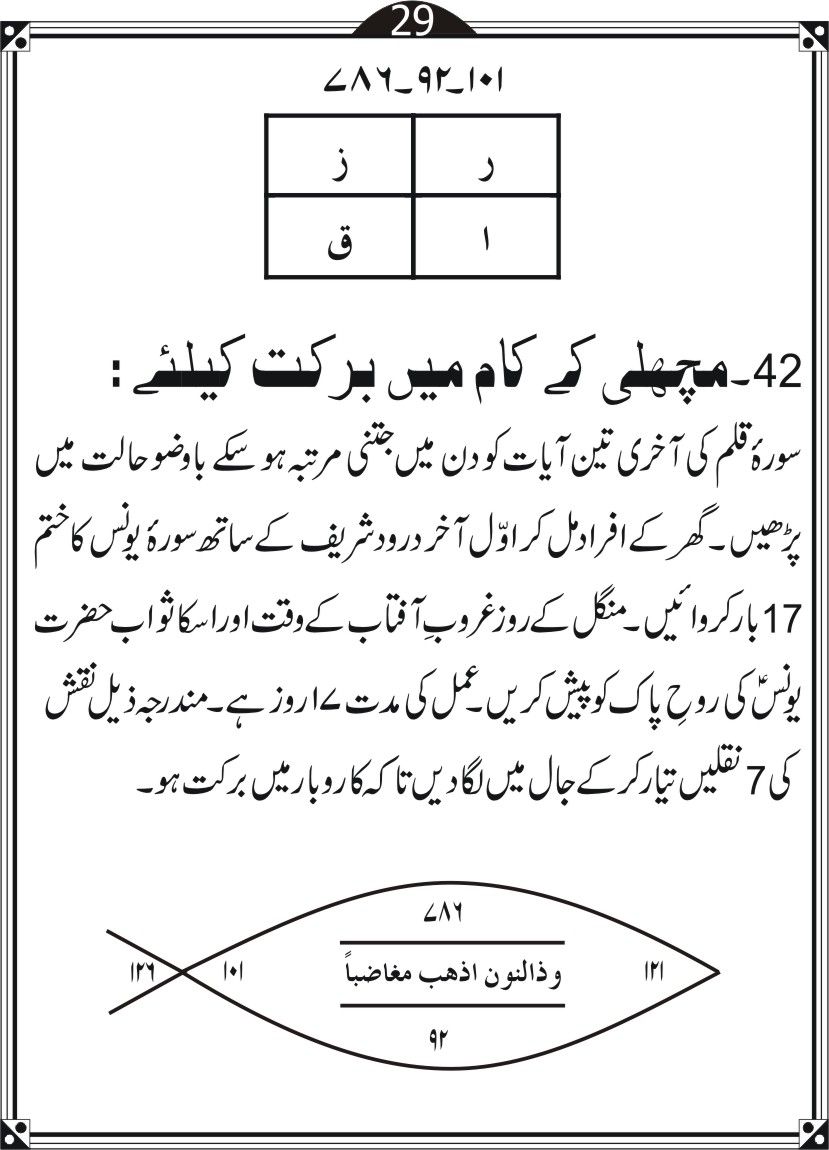 29
۷۸۶_۹۲_۱۰۱
ر ز
ا ق
42۔مچھلی کے کام میں برکت کیلئے :
سورۂ قلم کی آخری تین آیات کو دن میں جتنی مرتبہ ہو سکے باوضو حالت میں
پڑھیں۔ گھر کے افراد مل کر اوّل آخر درود شریف کے ساتھ سورۂ یونس کا ختم
17 بار کروائیں۔ منگل کے روز غروبِ آفتاب کے وقت اور اسکا ثواب حضرت
یونسؑ کی روحِ پاک کو پیش کریں۔ عمل کی مدت ۱۷ روز ہے۔ مندرجہ ذیل نقش
کی 7 نقلیں تیار کر کے جال میں لگا دیں تا کہ کاروبار میں برکت ہو۔
۷۸۶
۱۲۱ وذالنون اذھب مغاضباً ۱۰۱ ۱۲۶
۹۲